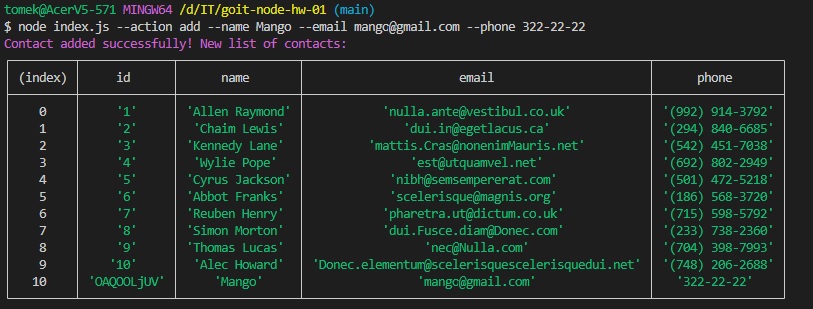 tomek@AcerV5-571 MINGW64 /d/IT/goit-node-hw-01 (main)
$ node index.js --action add --name Mango --email mango@gmail.com --phone 322-22-22
Contact added successfully! New list of contacts:
(index) id name email phone
0 '1' 'Allen Raymond' 'nulla.ante@vestibul.co.uk' '(992) 914-3792'
1 '2' 'Chaim Lewis' 'dui.in@egetlacus.ca' '(294) 840-6685'
2 '3' 'Kennedy Lane' 'mattis.Cras@nonenimMauris.net' '(542) 451-7038'
3 '4' 'Wylie Pope' 'est@utquamvel.net' '(692) 802-2949'
4 '5' 'Cyrus Jackson' 'nibh@semsempererat.com' '(501) 472-5218'
5 '6' 'Abbot Franks' 'scelerisque@magnis.org' '(186) 568-3720'
6 '7' 'Reuben Henry' 'pharetra.ut@dictum.co.uk' '(715) 598-5792'
7 '8' 'Simon Morton' 'dui.Fusce.diam@Donec.com' '(233) 738-2360'
8 '9' 'Thomas Lucas' 'nec@Nulla.com' '(704) 398-7993'
9 '10' 'Alec Howard' 'Donec.elementum@scelerisquescelerisquedui.net' '(748) 206-2688'
10 'OAQOOLjUV' 'Mango' 'mango@gmail.com' '322-22-22'